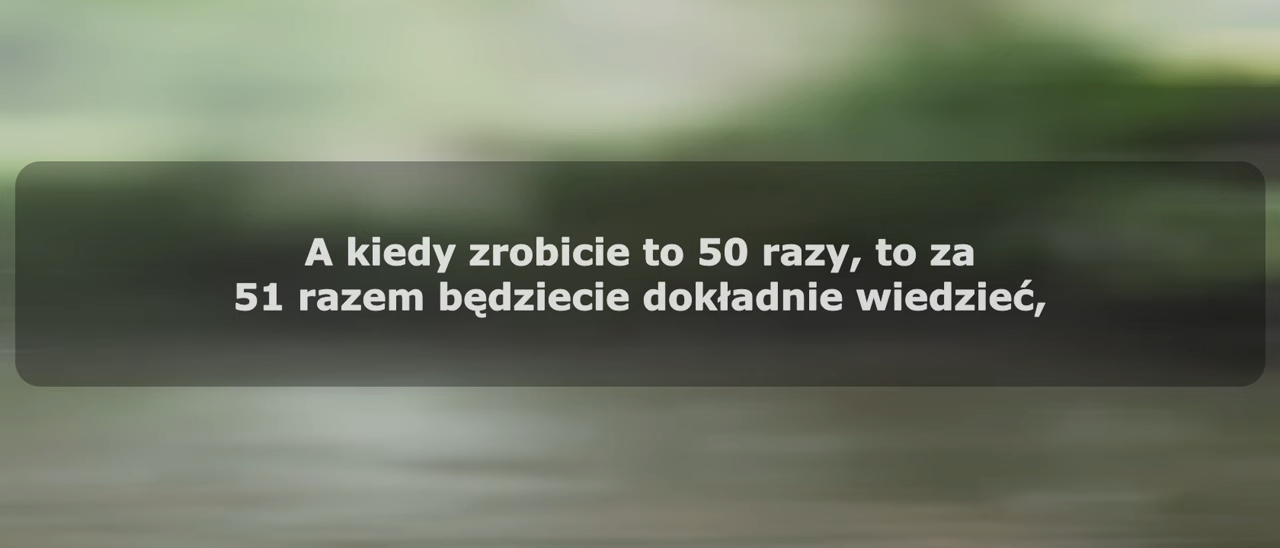 A kiedy zrobicie to 50 razy, to za
51 razem będziecie dokładnie wiedzieć,